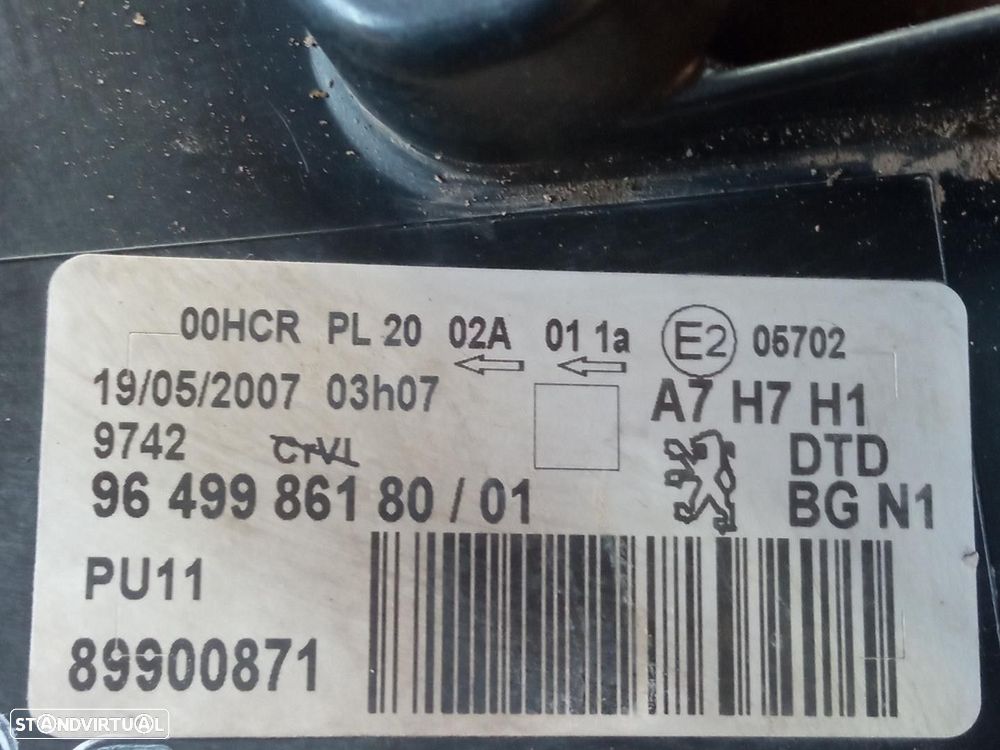 00HCR PL 20 02A 01 1a E2 05702
19/05/2007 03h07 A7 H7 H1
9742 DTD
96 499 861 80 / 01 BG N1
PU11
89900871
STANDVIRTUAL